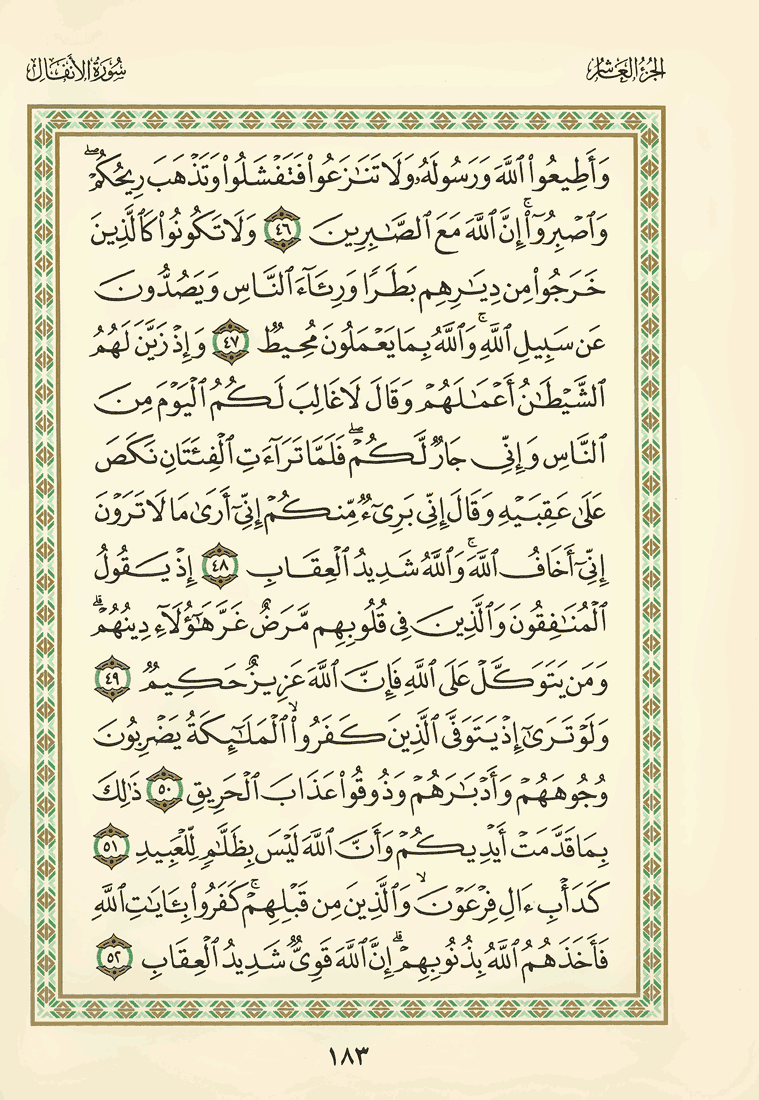 الجزء العاشر
سورة الأنفال
وَأَطِيعُوا۟ ٱللَّهَ وَرَسُولَهُۥ وَلَا تَنَـٰزَعُوا۟ فَتَفْشَلُوا۟ وَتَذْهَبَ رِيحُكُمْ ۖ
وَٱصْبِرُوٓا۟ ۚ إِنَّ ٱللَّهَ مَعَ ٱلصَّـٰبِرِينَ ٤٦ وَلَا تَكُونُوا۟ كَٱلَّذِينَ
خَرَجُوا۟ مِن دِيَـٰرِهِم بَطَرًا وَرِئَآءَ ٱلنَّاسِ وَيَصُدُّونَ
عَن سَبِيلِ ٱللَّهِ ۚ وَٱللَّهُ بِمَا يَعْمَلُونَ مُحِيطٌ ٤٧ وَإِذْ زَيَّنَ لَهُمُ
ٱلشَّيْطَـٰنُ أَعْمَـٰلَهُمْ وَقَالَ لَا غَالِبَ لَكُمُ ٱلْيَوْمَ مِنَ
ٱلنَّاسِ وَإِنِّى جَارٌ لَّكُمْ ۖ فَلَمَّا تَرَآءَتِ ٱلْفِئَتَانِ نَكَصَ
عَلَىٰ عَقِبَيْهِ وَقَالَ إِنِّى بَرِىٓءٌ مِّنكُمْ إِنِّىٓ أَرَىٰ مَا لَا تَرَوْنَ
إِنِّىٓ أَخَافُ ٱللَّهَ ۚ وَٱللَّهُ شَدِيدُ ٱلْعِقَابِ ٤٨ إِذْ يَقُولُ
ٱلْمُنَـٰفِقُونَ وَٱلَّذِينَ فِى قُلُوبِهِم مَّرَضٌ غَرَّ هَـٰٓؤُلَآءِ دِينُهُمْ ۗ
وَمَن يَتَوَكَّلْ عَلَى ٱللَّهِ فَإِنَّ ٱللَّهَ عَزِيزٌ حَكِيمٌ ٤٩
وَلَوْ تَرَىٰٓ إِذْ يَتَوَفَّى ٱلَّذِينَ كَفَرُوا۟ ۙ ٱلْمَلَـٰٓئِكَةُ يَضْرِبُونَ
وُجُوهَهُمْ وَأَدْبَـٰرَهُمْ وَذُوقُوا۟ عَذَابَ ٱلْحَرِيقِ ٥٠ ذَٰلِكَ
بِمَا قَدَّمَتْ أَيْدِيكُمْ وَأَنَّ ٱللَّهَ لَيْسَ بِظَلَّـٰمٍ لِّلْعَبِيدِ ٥١
كَدَأْبِ ءَالِ فِرْعَوْنَ ۙ وَٱلَّذِينَ مِن قَبْلِهِمْ ۚ كَفَرُوا۟ بِـَٔايَـٰتِ ٱللَّهِ
فَأَخَذَهُمُ ٱللَّهُ بِذُنُوبِهِمْ ۗ إِنَّ ٱللَّهَ قَوِىٌّ شَدِيدُ ٱلْعِقَابِ ٥٢
١٨٣